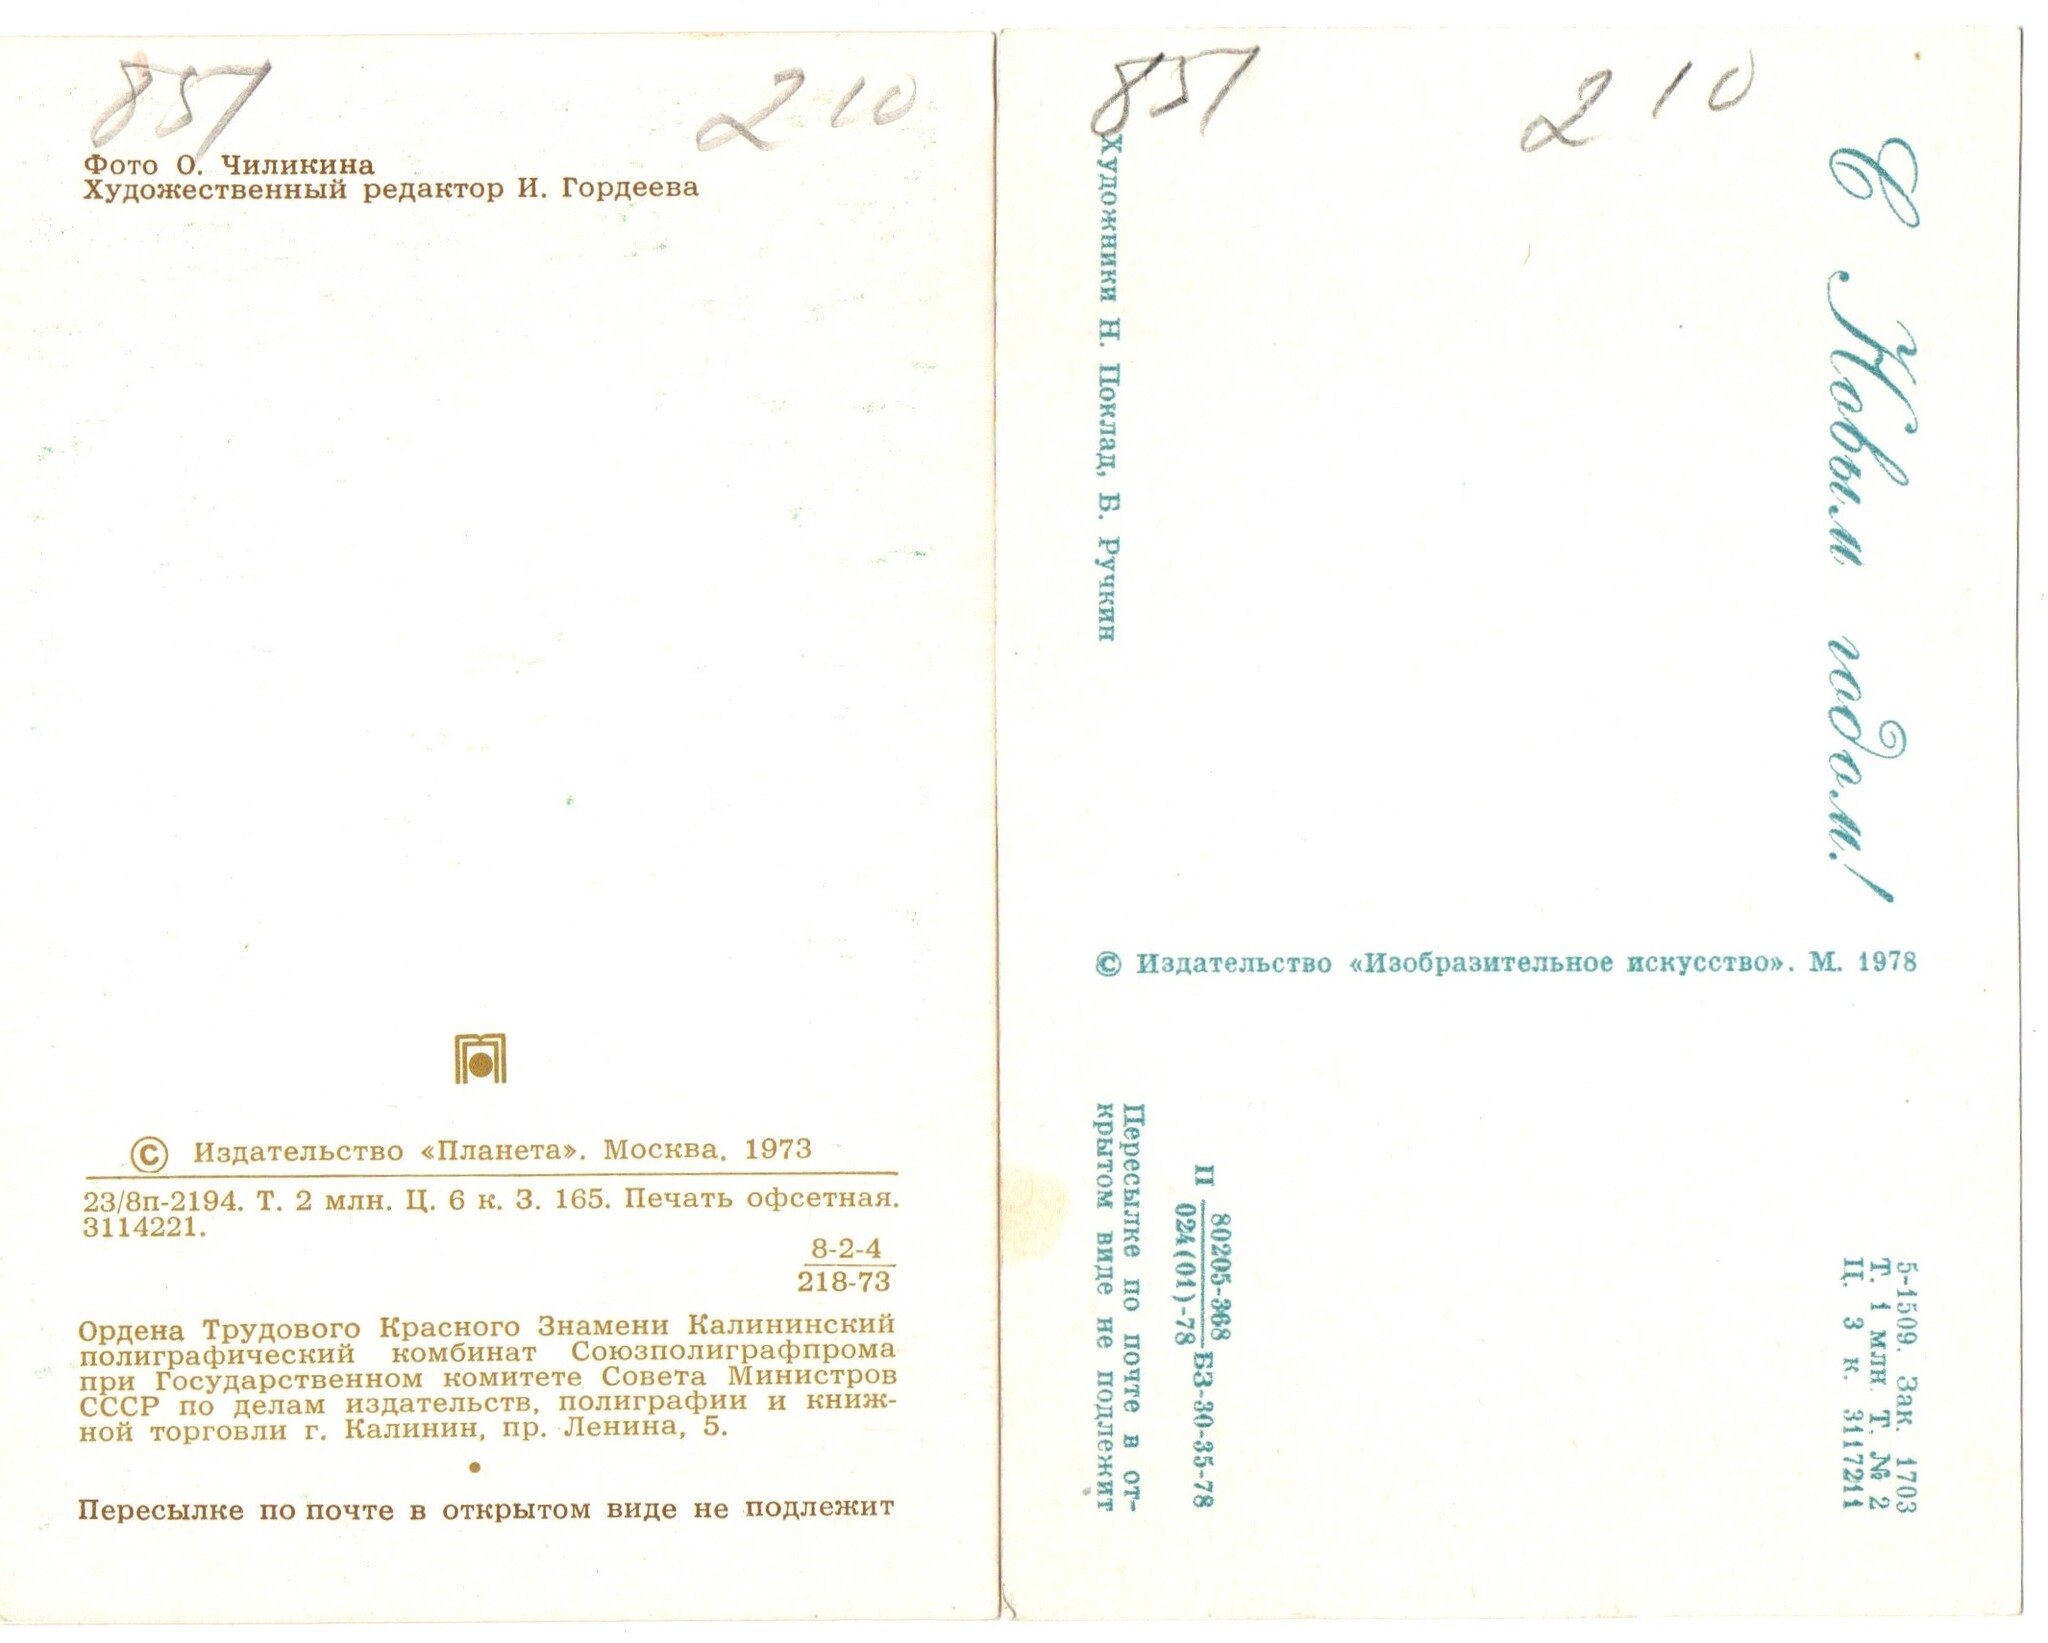 851 210
Фото О. Чиликина
Художественный редактор И. Гордеева
© Издательство «Планета». Москва, 1973
23/8п-2194. Т. 2 млн. Ц. 6 к. З. 165. Печать офсетная.
3114221.
8-2-4
218-73
Ордена Трудового Красного Знамени Калининский
полиграфический комбинат Союзполиграфпрома
при Государственном комитете Совета Министров
СССР по делам издательств, полиграфии и книж-
ной торговли г. Калинин, пр. Ленина, 5.
Пересылке по почте в открытом виде не подлежит
851 210
С Новым годом!
Художники Н. Поклад, Б. Ручкин
© Издательство «Изобразительное искусство». М. 1978
5-1509. Зак. 1703
Т. 1 млн. Т. № 2
Ц. 3 к. 3117211
П 80205-368 БЗ-30-35-78
024(01)-78
Пересылке по почте в от-
крытом виде не подлежит